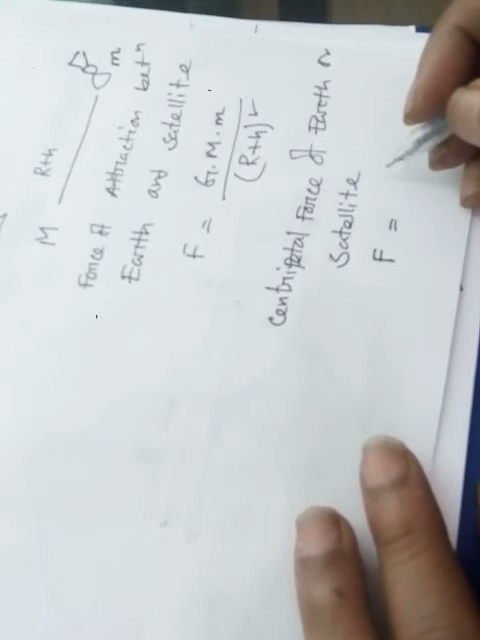 M R+h m
Force of Attraction betn
Earth and satellite
F = G.M.m
(R+h)2
Centripetal Force of Earth n
satellite
F =